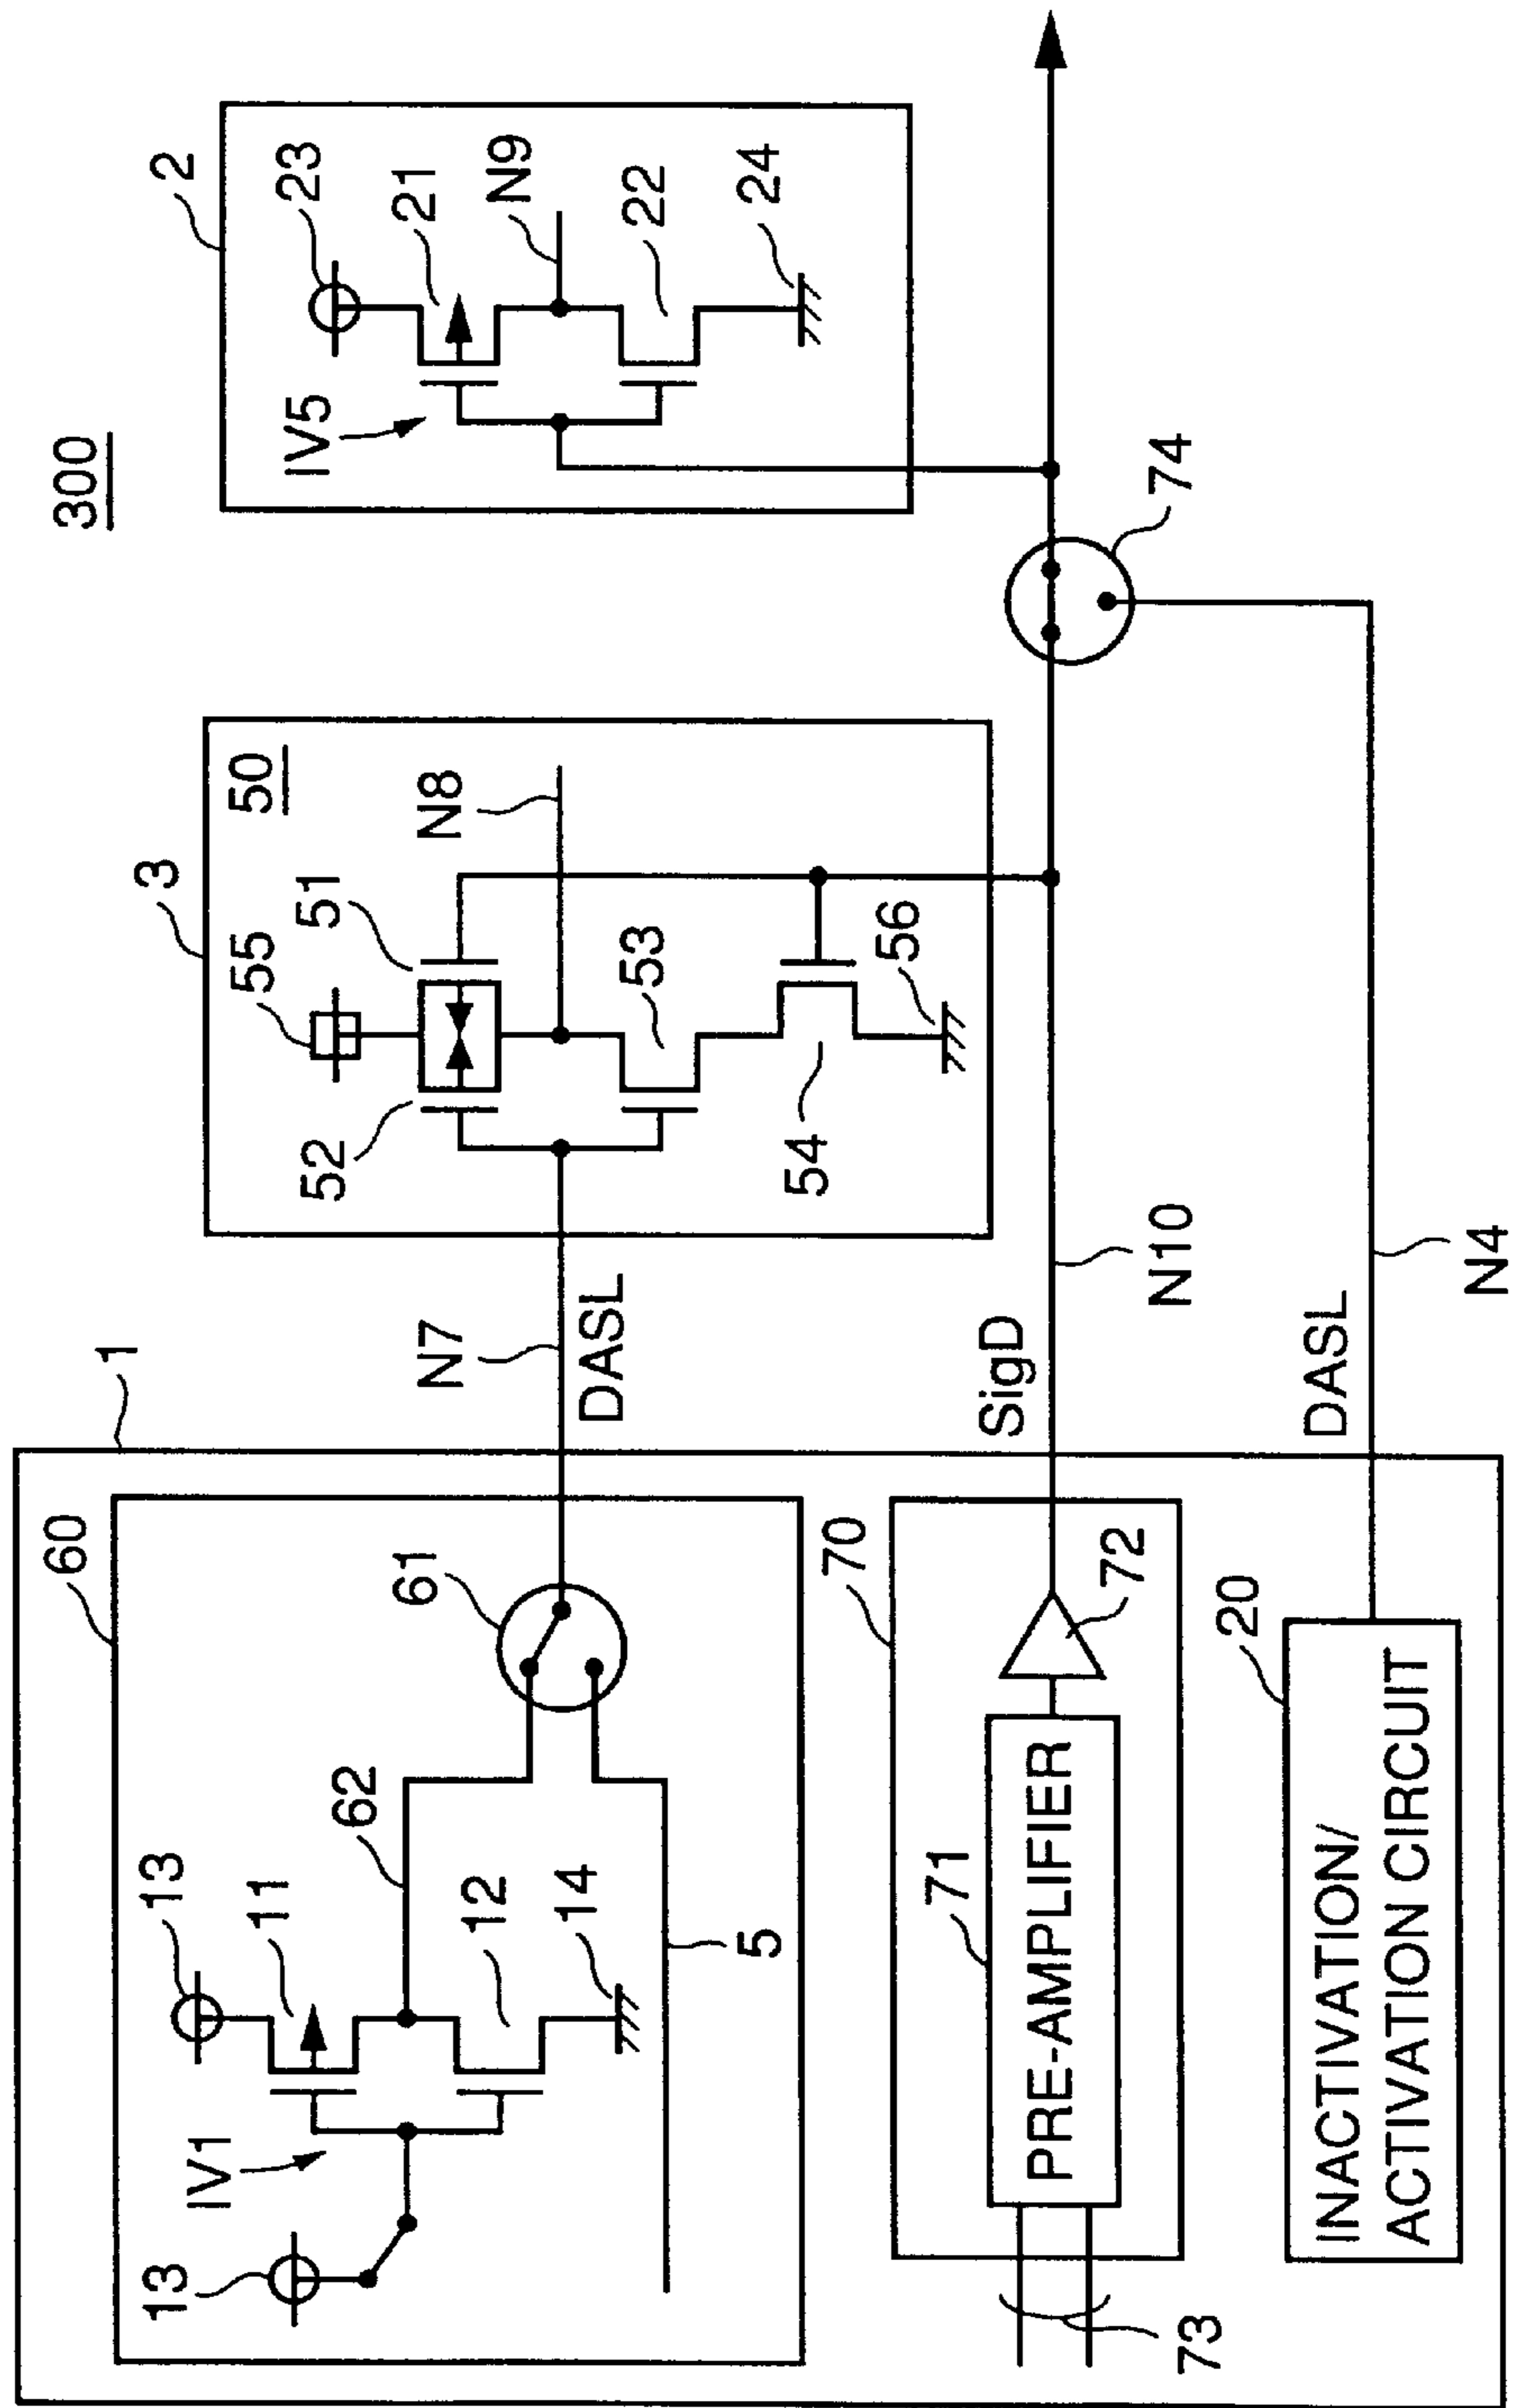 300
1
60
13
13
IV1
11
12
14
62
61
5
N7
DASL
3
50
55
51
52
53
54
56
N8
2
23
21
22
24
N9
IV5
70
71
PRE-AMPLIFIER
72
73
SigD
N10
74
20
INACTIVATION/
ACTIVATION CIRCUIT
DASL
N4